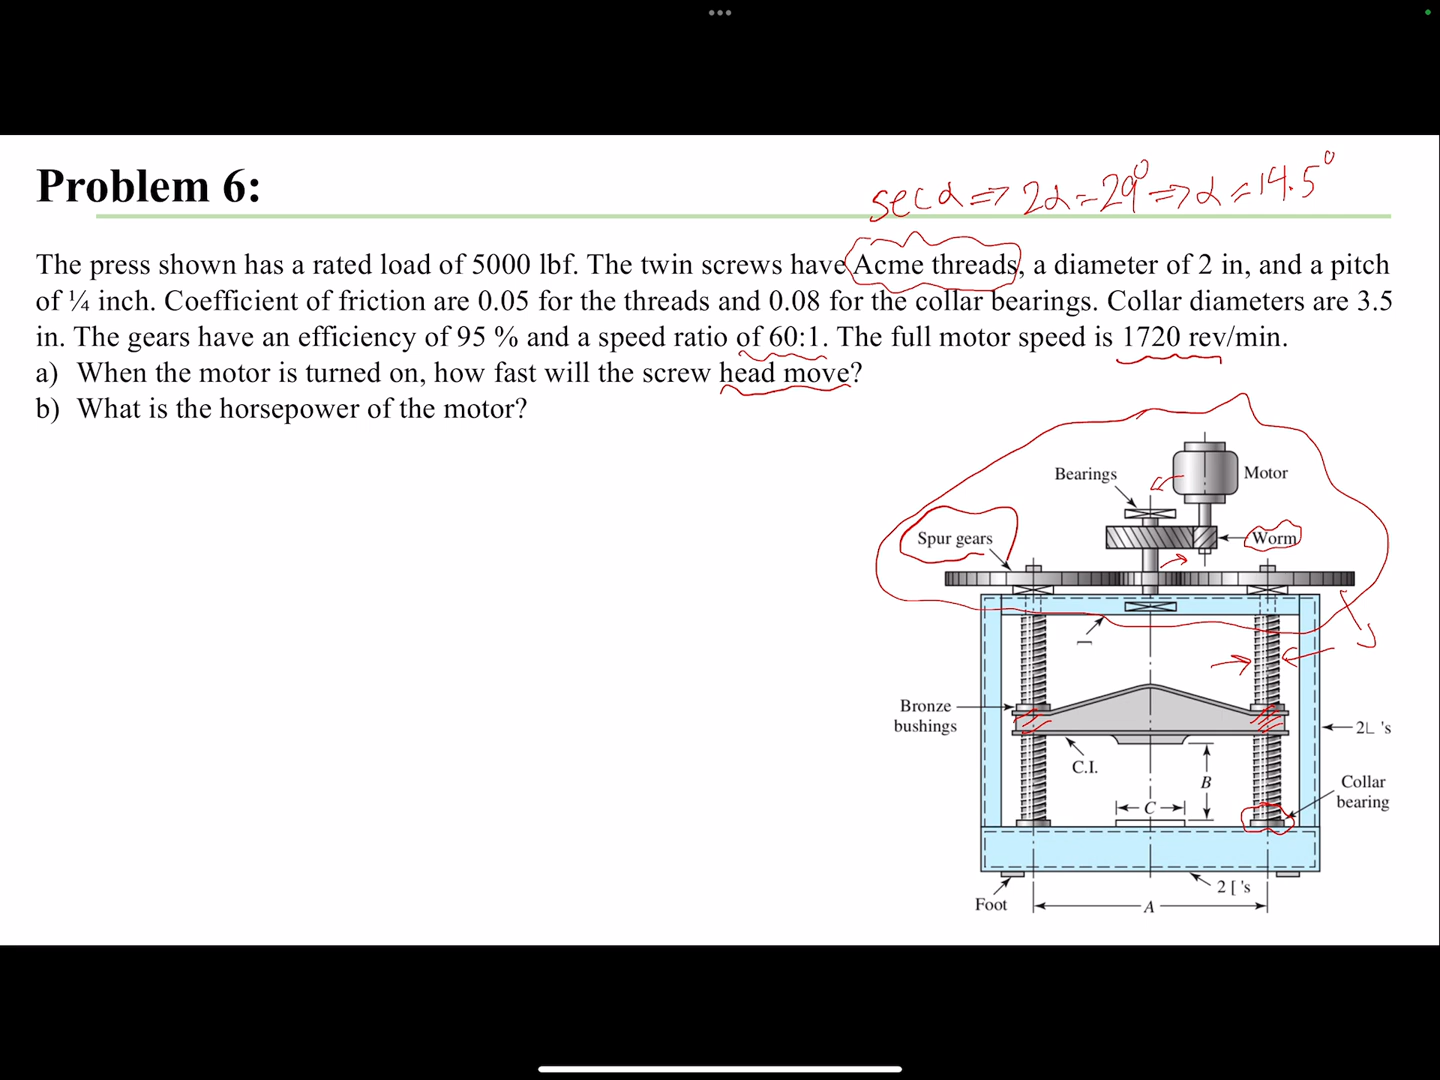 Problem 6:
secα => 2α = 29° => α = 14.5°
The press shown has a rated load of 5000 lbf. The twin screws have Acme threads, a diameter of 2 in, and a pitch
of ¼ inch. Coefficient of friction are 0.05 for the threads and 0.08 for the collar bearings. Collar diameters are 3.5
in. The gears have an efficiency of 95 % and a speed ratio of 60:1. The full motor speed is 1720 rev/min.
a) When the motor is turned on, how fast will the screw head move?
b) What is the horsepower of the motor?
Bearings
Motor
Spur gears
Worm
Bronze
bushings
2L 's
C.I.
B
Collar
bearing
C
2 [ 's
Foot
A